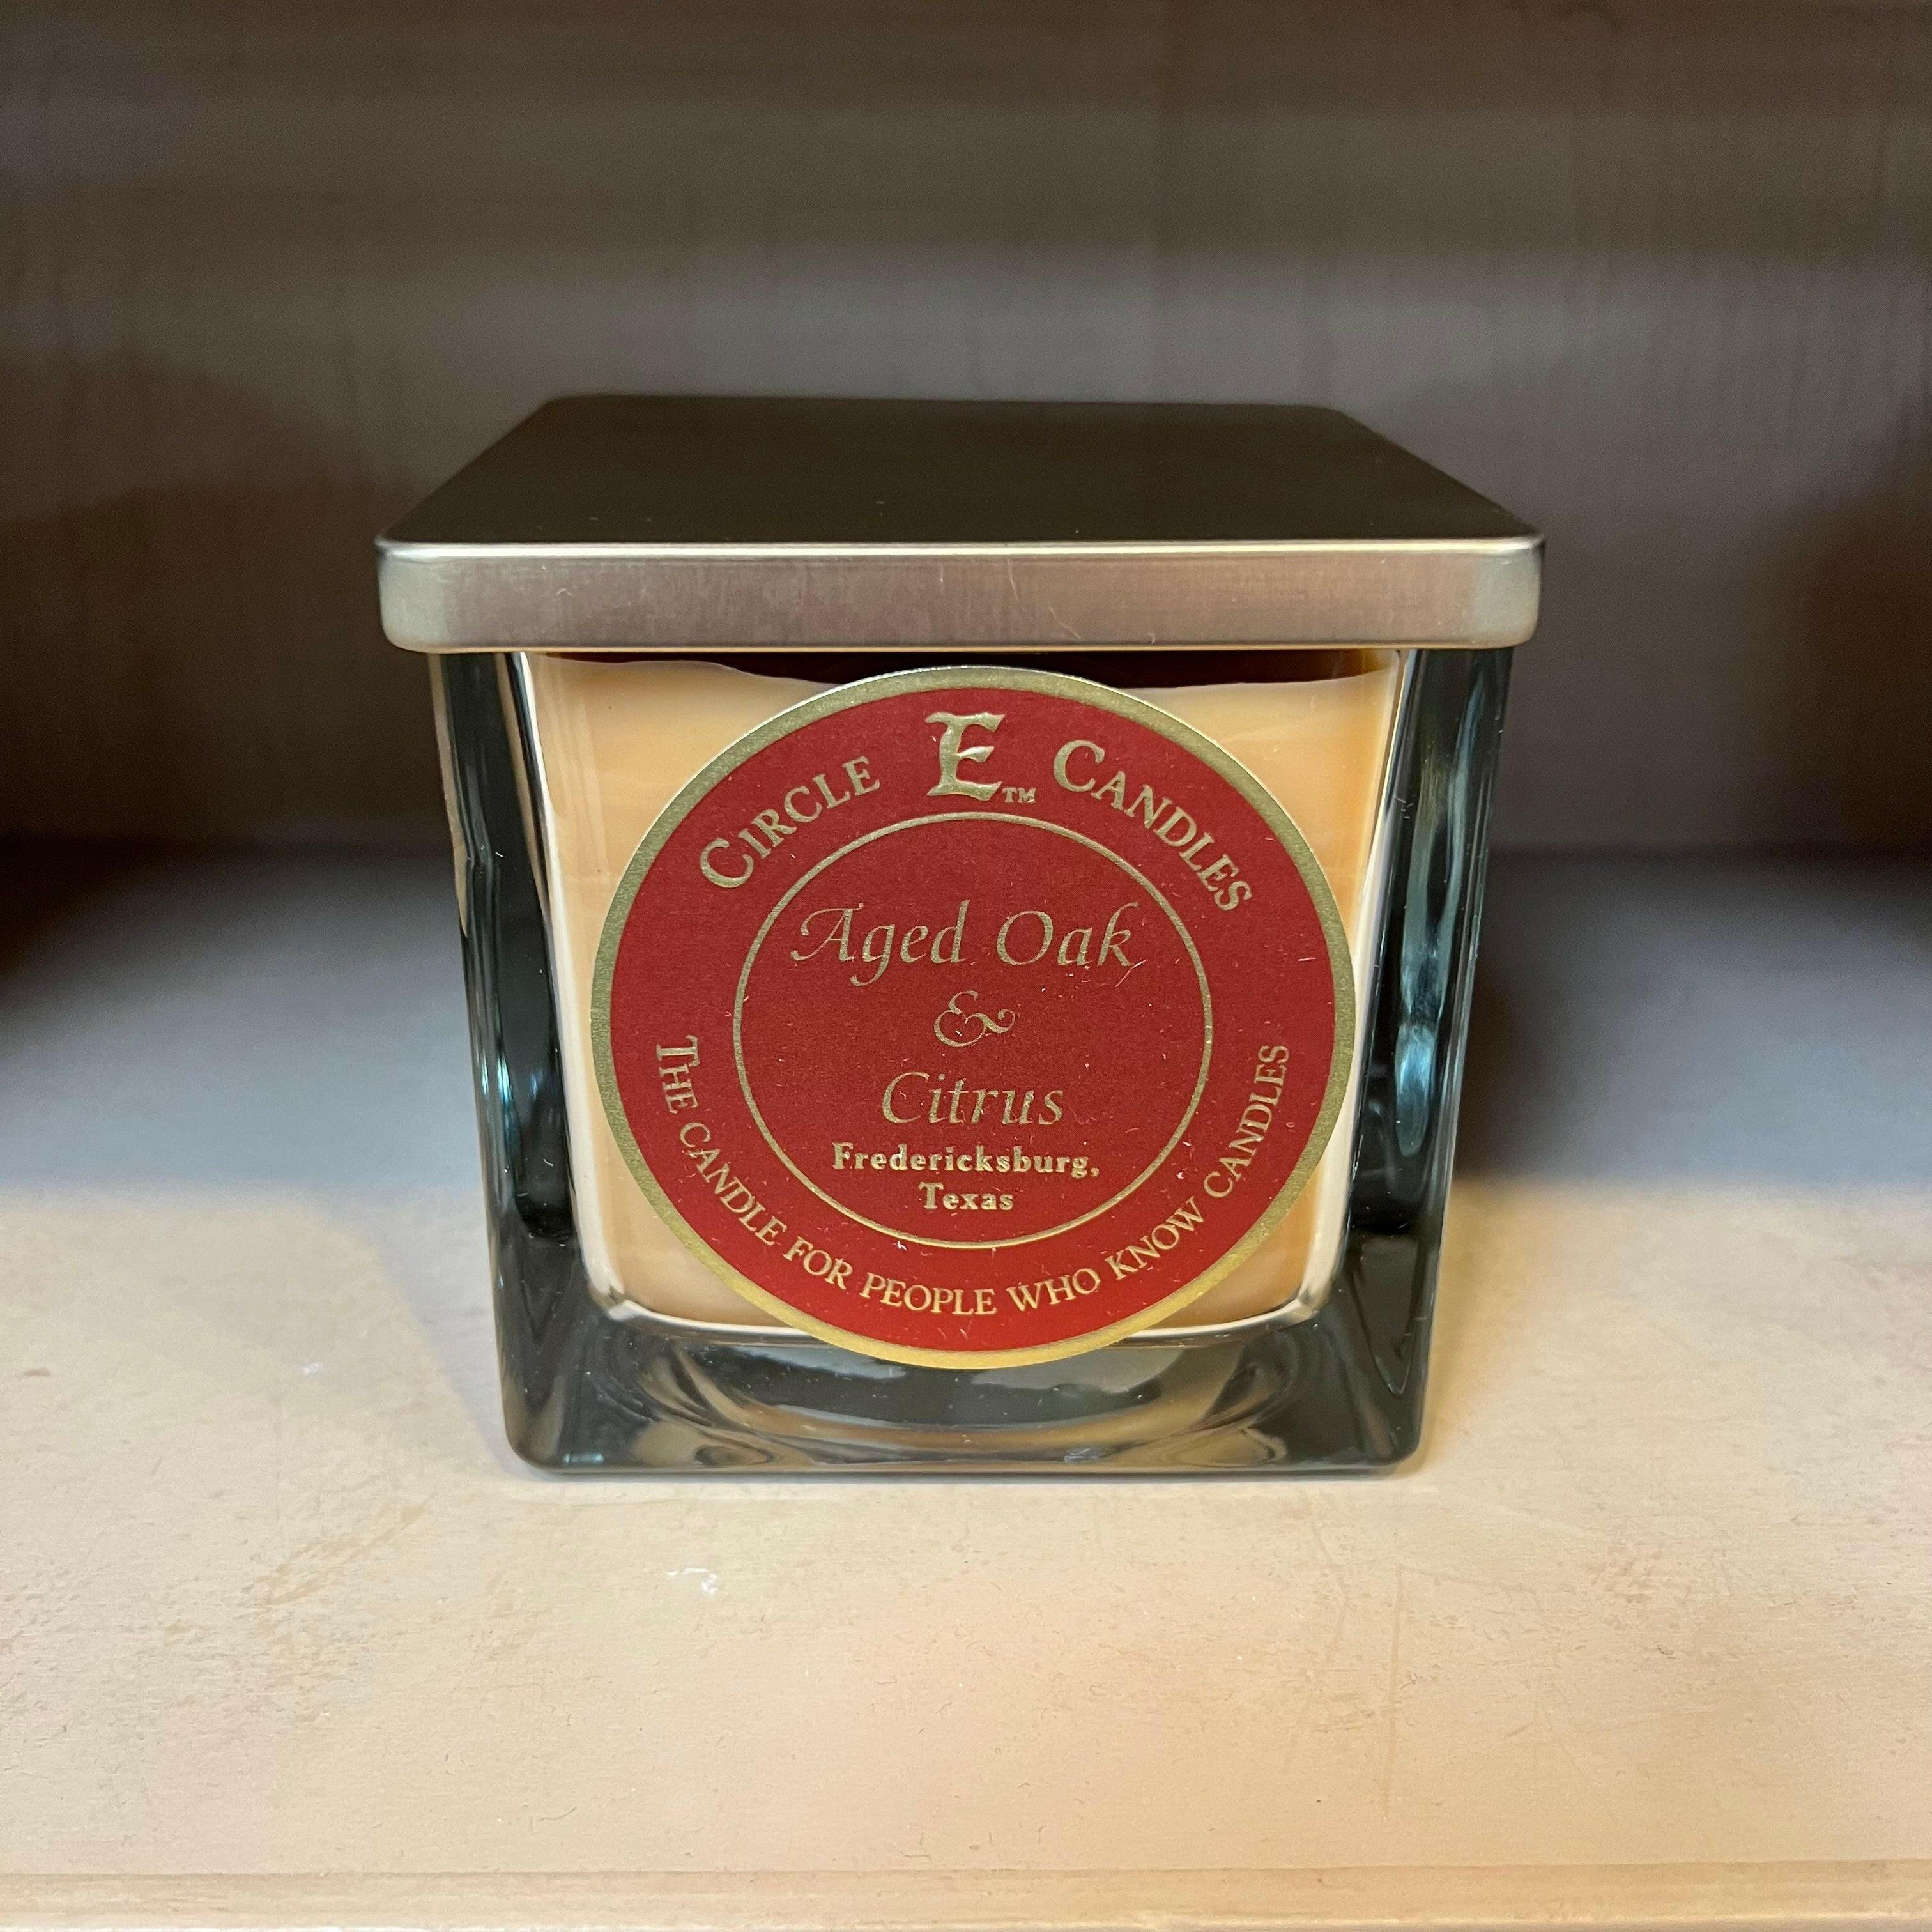 CIRCLE E™ CANDLES
Aged Oak
&
Citrus
Fredericksburg,
Texas
THE CANDLE FOR PEOPLE WHO KNOW CANDLES